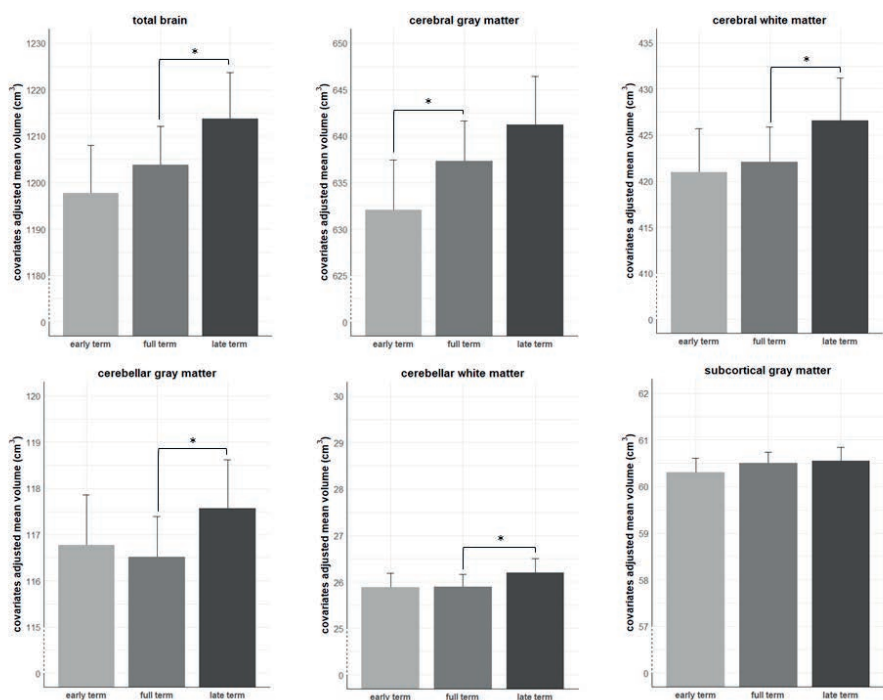 total brain
covariates adjusted mean volume (cm³)
1230
1220
1210
1200
1190
1180
0
*
early term full term late term
cerebral gray matter
covariates adjusted mean volume (cm³)
650
645
640
635
630
625
0
*
early term full term late term
cerebral white matter
covariates adjusted mean volume (cm³)
435
430
425
420
415
410
0
*
early term full term late term
cerebellar gray matter
covariates adjusted mean volume (cm³)
120
119
118
117
116
115
0
*
early term full term late term
cerebellar white matter
covariates adjusted mean volume (cm³)
30
29
28
27
26
25
0
*
early term full term late term
subcortical gray matter
covariates adjusted mean volume (cm³)
62
61
60
59
58
57
0
early term full term late term